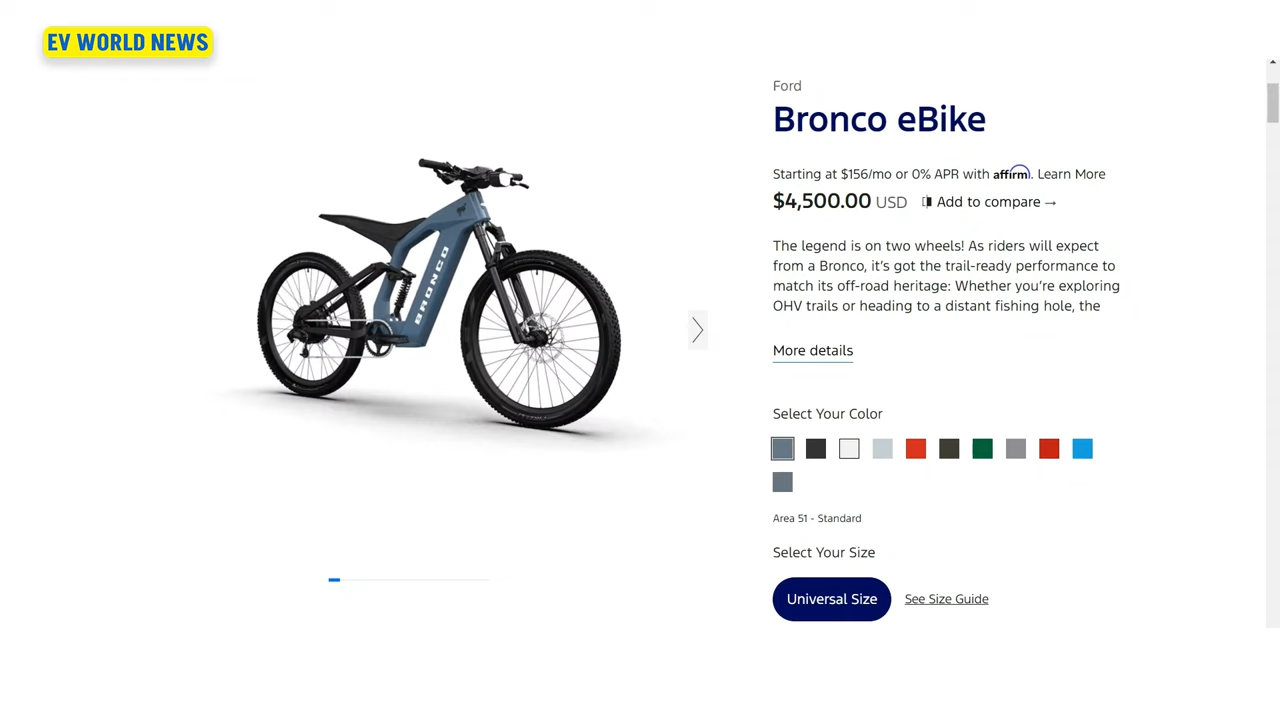 EV WORLD NEWS
Ford
Bronco eBike
Starting at $156/mo or 0% APR with affirm. Learn More
$4,500.00 USD Add to compare →
The legend is on two wheels! As riders will expect
from a Bronco, it’s got the trail-ready performance to
match its off-road heritage: Whether you’re exploring
OHV trails or heading to a distant fishing hole, the
More details
BRONCO
Select Your Color
Area 51 - Standard
Select Your Size
Universal Size See Size Guide